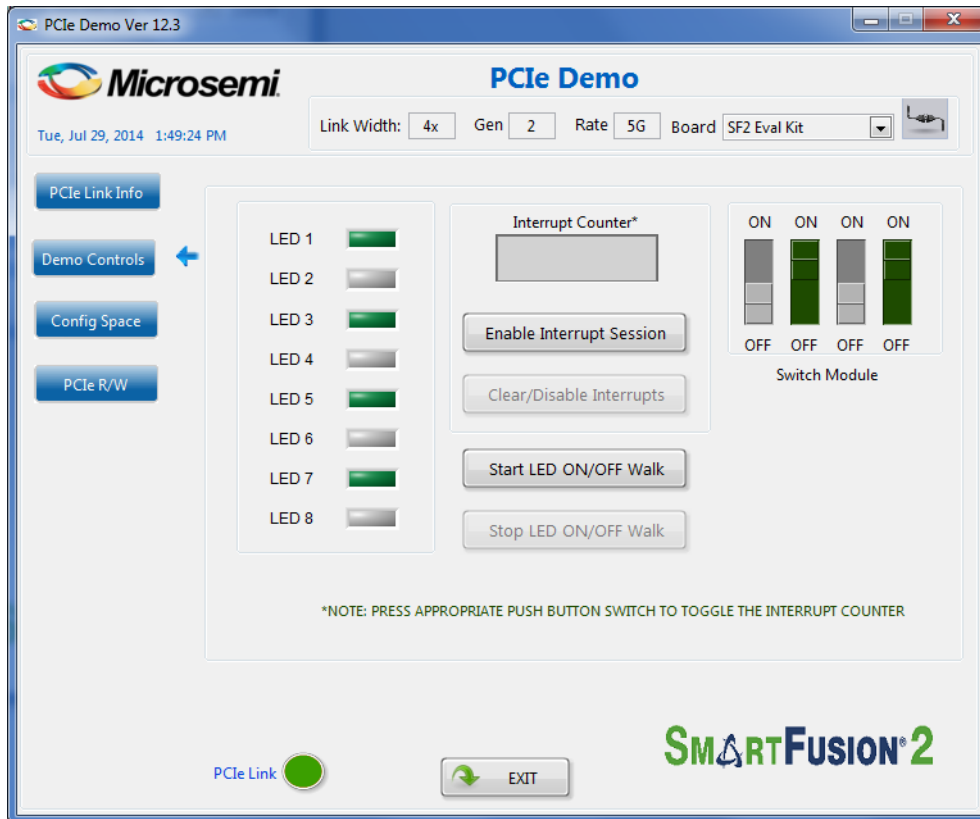 PCIe Demo Ver 12.3
Microsemi.
PCIe Demo
Tue, Jul 29, 2014 1:49:24 PM
Link Width: 4x Gen 2 Rate 5G Board SF2 Eval Kit
PCIe Link Info
Demo Controls
Config Space
PCIe R/W
LED 1
LED 2
LED 3
LED 4
LED 5
LED 6
LED 7
LED 8
Interrupt Counter*
Enable Interrupt Session
Clear/Disable Interrupts
Start LED ON/OFF Walk
Stop LED ON/OFF Walk
ON ON ON ON
OFF OFF OFF OFF
Switch Module
*NOTE: PRESS APPROPRIATE PUSH BUTTON SWITCH TO TOGGLE THE INTERRUPT COUNTER
PCIe Link
EXIT
SMARTFUSION®2